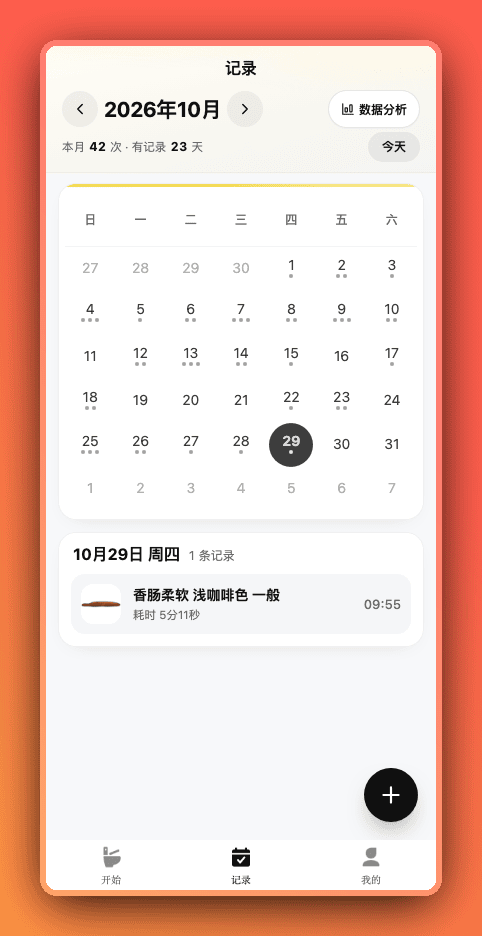 记录
2026年10月
数据分析
本月 42 次 · 有记录 23 天
今天
日 一 二 三 四 五 六
27 28 29 30 1 2 3
4 5 6 7 8 9 10
11 12 13 14 15 16 17
18 19 20 21 22 23 24
25 26 27 28 29 30 31
1 2 3 4 5 6 7
10月29日 周四 1 条记录
香肠柔软 浅咖啡色 一般
耗时 5分11秒
09:55
开始 记录 我的